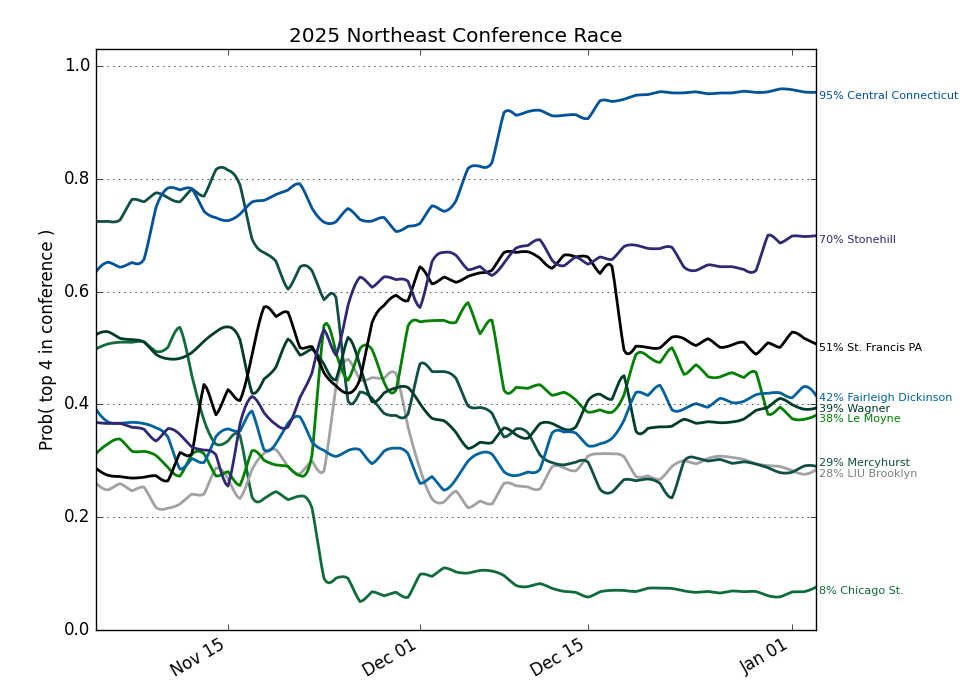 2025 Northeast Conference Race
Prob( top 4 in conference )
1.0
0.8
0.6
0.4
0.2
0.0
Nov 15
Dec 01
Dec 15
Jan 01
95% Central Connecticut
70% Stonehill
51% St. Francis PA
42% Fairleigh Dickinson
39% Wagner
38% Le Moyne
29% Mercyhurst
28% LIU Brooklyn
8% Chicago St.